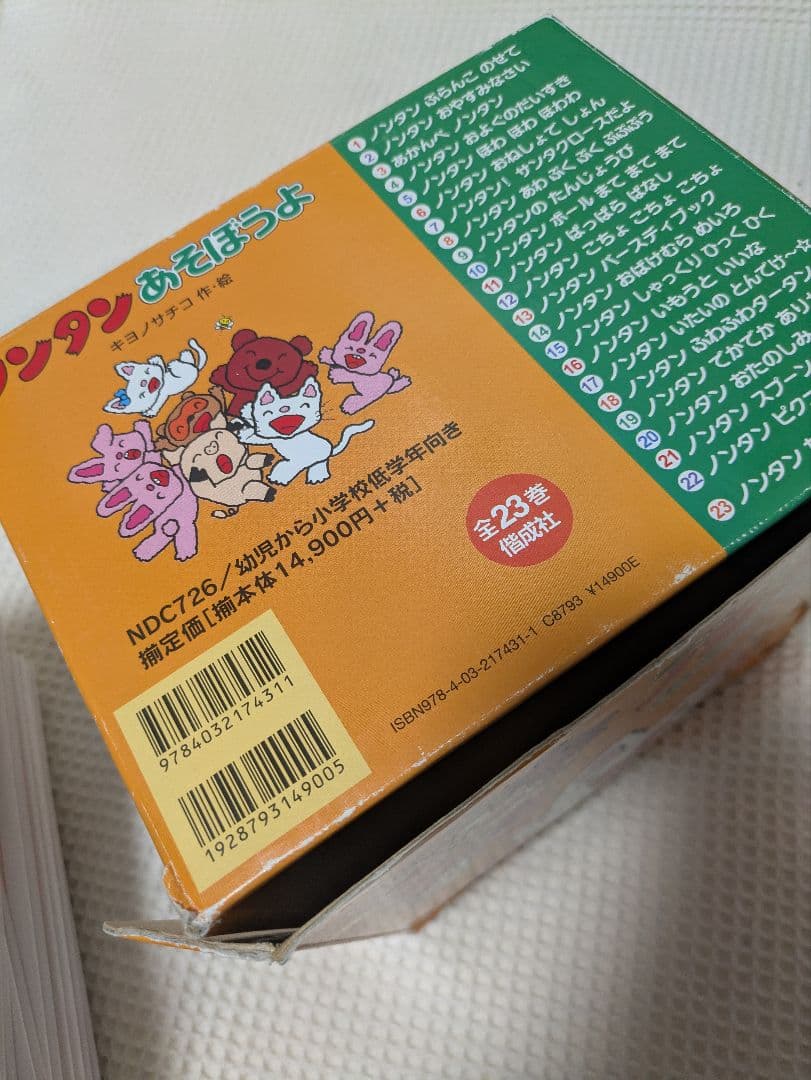 ノンタン あそぼうよ
キヨノサチコ 作・絵
NDC726/幼児から小学校低学年向き
揃定価[揃本体14,900円+税]
全23巻
偕成社
ISBN978-4-03-217431-1 C8793 ¥14900E
9784032174311
1928793149005
1 ノンタン ぶらんこ のせて
2 ノンタン おやすみなさい
3 あかんべ ノンタン
4 ノンタン およぐのだいすき
5 ノンタン ほわ ほわ ほわわ
6 ノンタン おねしょで しょん
7 ノンタン! サンタクロースだよ
8 ノンタン あわ ぷく ぷく ぷぷぷう
9 ノンタンの たんじょうび
10 ノンタン ボール まて まて まて
11 ノンタン ぱっぱら ぱなし
12 ノンタン こちょ こちょ こちょ
13 ノンタン バースディブック
14 ノンタン おばけむら めいろ
15 ノンタン しゃっくり ひっく ひく
16 ノンタン いもうと いいな
17 ノンタン いたいの とんでけ〜☆
18 ノンタン ふわふわタータン
19 ノンタン てかてか あり
20 ノンタン おたのしみ
21 ノンタン スプーン
22 ノンタン ピク
23 ノンタン